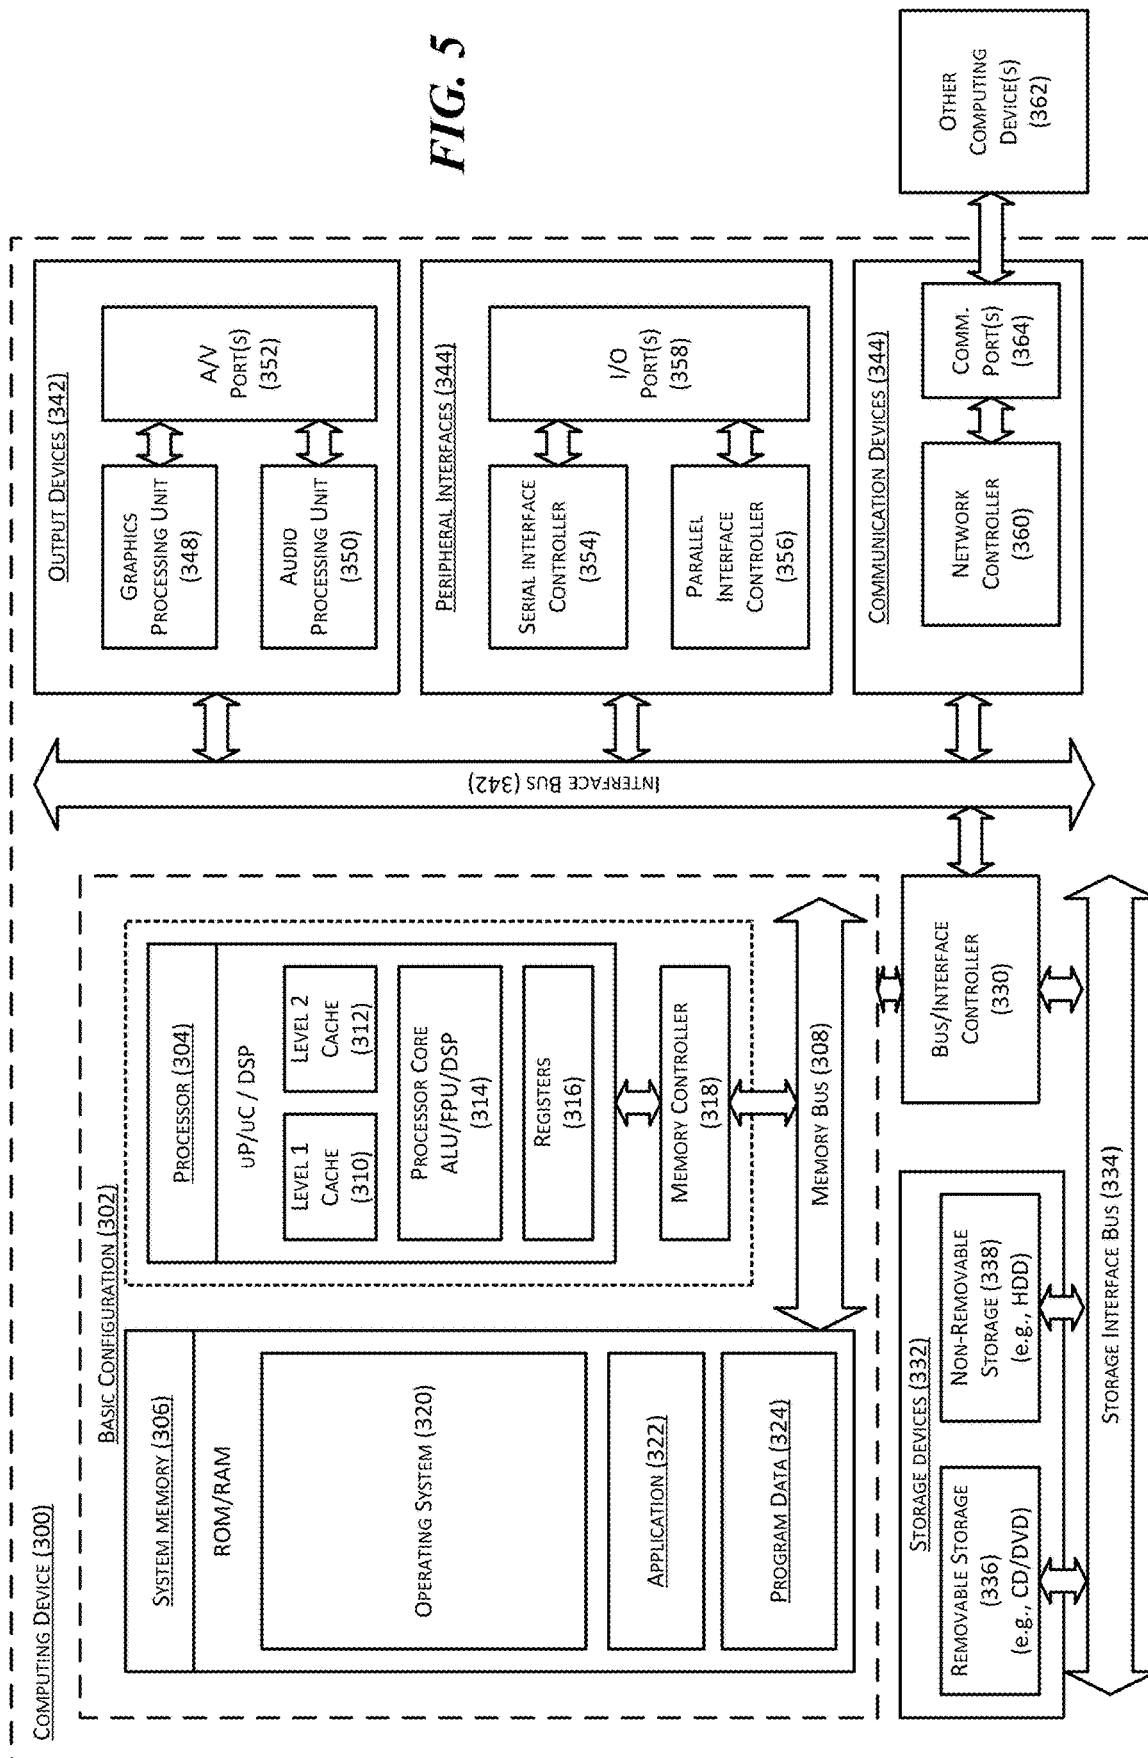 COMPUTING DEVICE (300)
BASIC CONFIGURATION (302)
SYSTEM MEMORY (306)
ROM/RAM
OPERATING SYSTEM (320)
APPLICATION (322)
PROGRAM DATA (324)
PROCESSOR (304)
uP/uC / DSP
LEVEL 1
CACHE
(310)
LEVEL 2
CACHE
(312)
PROCESSOR CORE
ALU/FPU/DSP
(314)
REGISTERS
(316)
MEMORY CONTROLLER
(318)
MEMORY BUS (308)
STORAGE DEVICES (332)
REMOVABLE STORAGE
(336)
(e.g., CD/DVD)
NON-REMOVABLE
STORAGE (338)
(e.g., HDD)
BUS/INTERFACE
CONTROLLER
(330)
STORAGE INTERFACE BUS (334)
INTERFACE BUS (342)
OUTPUT DEVICES (342)
GRAPHICS
PROCESSING UNIT
(348)
AUDIO
PROCESSING UNIT
(350)
A/V
PORT(S)
(352)
PERIPHERAL INTERFACES (344)
SERIAL INTERFACE
CONTROLLER
(354)
PARALLEL
INTERFACE
CONTROLLER
(356)
I/O
PORT(S)
(358)
COMMUNICATION DEVICES (344)
NETWORK
CONTROLLER
(360)
COMM.
PORT(S)
(364)
OTHER
COMPUTING
DEVICE(S)
(362)
FIG. 5